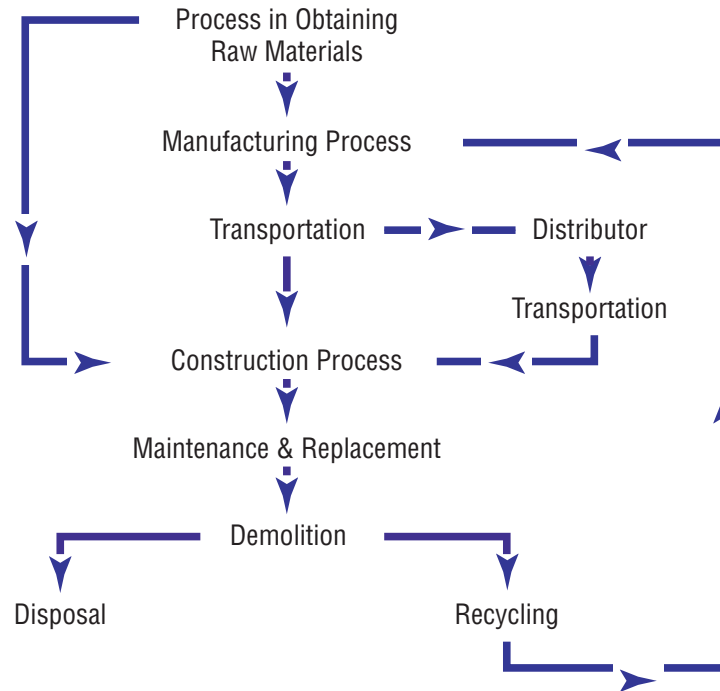 Process in Obtaining
Raw Materials
Manufacturing Process
Transportation
Distributor
Transportation
Construction Process
Maintenance & Replacement
Demolition
Disposal
Recycling